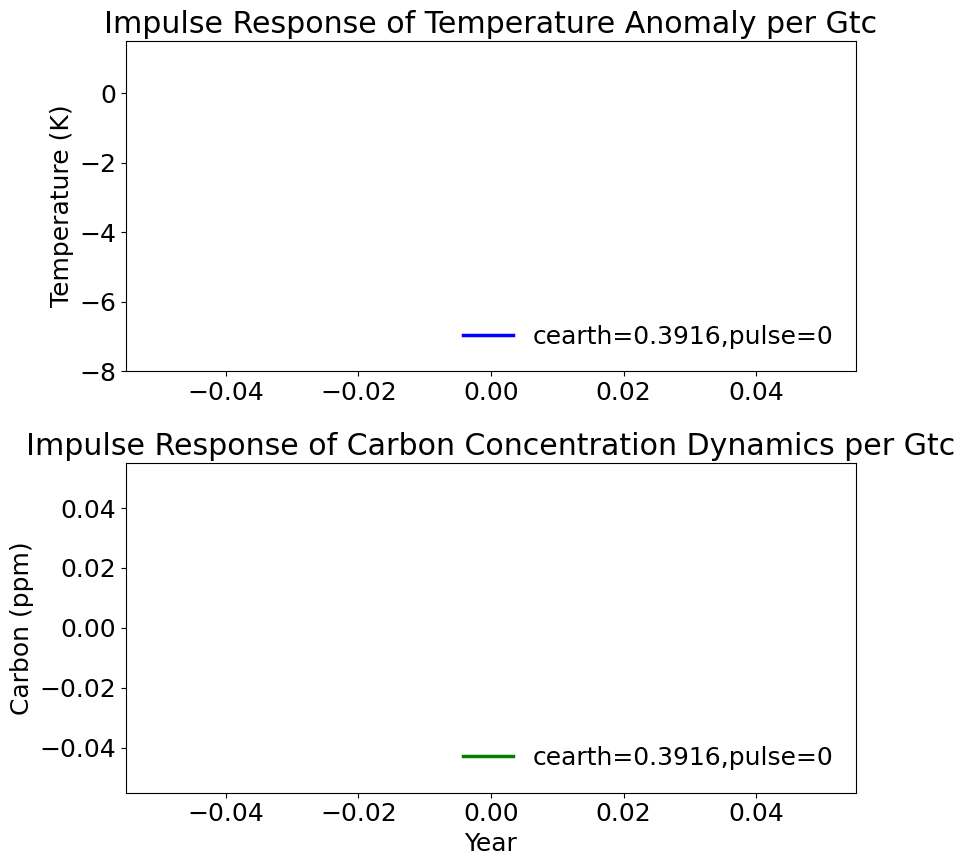 Impulse Response of Temperature Anomaly per Gtc
Temperature (K)
0
−2
−4
−6
−8
cearth=0.3916,pulse=0
−0.04
−0.02
0.00
0.02
0.04
Impulse Response of Carbon Concentration Dynamics per Gtc
Carbon (ppm)
0.04
0.02
0.00
−0.02
−0.04
cearth=0.3916,pulse=0
−0.04
−0.02
0.00
0.02
0.04
Year